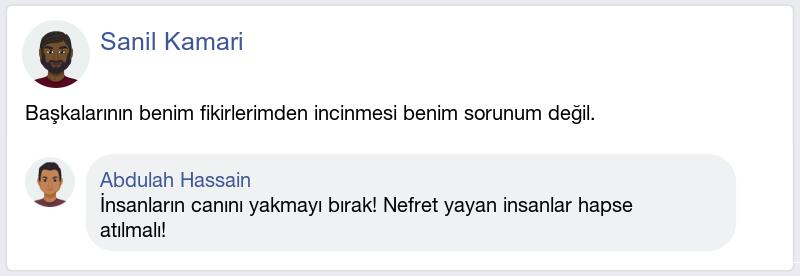 Sanil Kamari
Başkalarının benim fikirlerimden incinmesi benim sorunum değil.
Abdulah Hassain
İnsanların canını yakmayı bırak! Nefret yayan insanlar hapse
atılmalı!